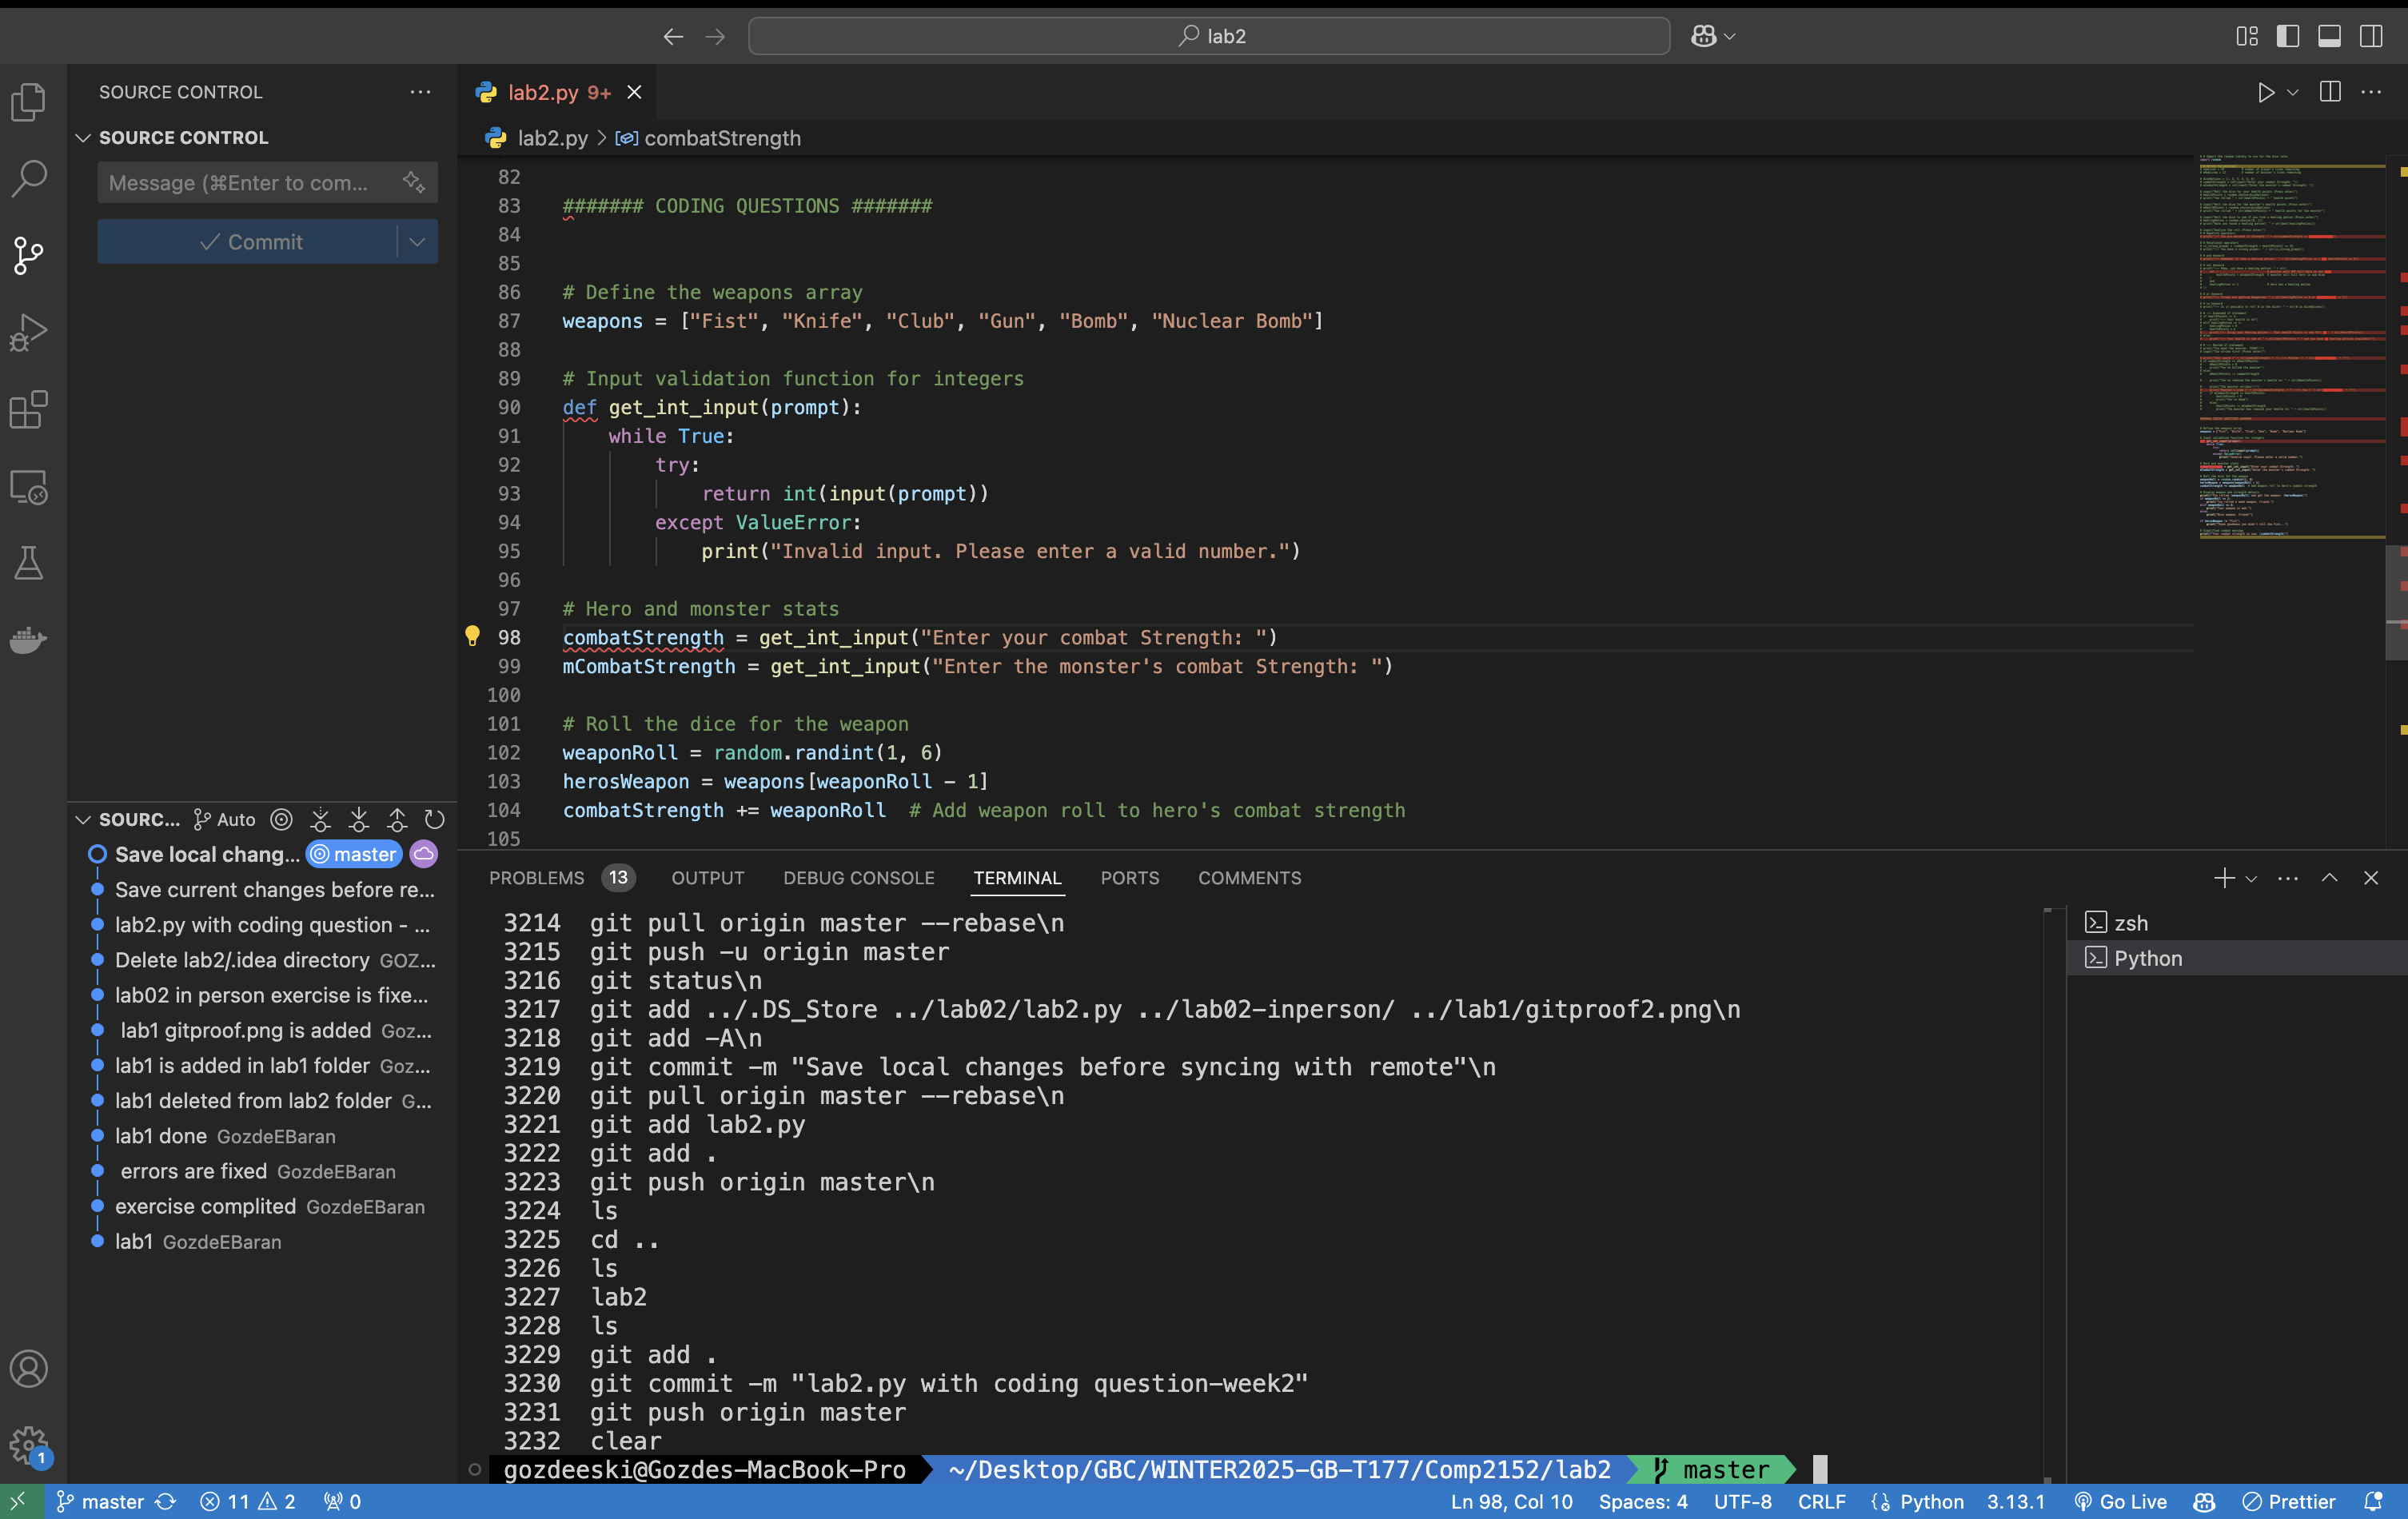 lab2
SOURCE CONTROL
SOURCE CONTROL
Message (⌘Enter to com...
Commit
lab2.py 9+
lab2.py > combatStrength
82
83 ####### CODING QUESTIONS #######
84
85
86 # Define the weapons array
87 weapons = ["Fist", "Knife", "Club", "Gun", "Bomb", "Nuclear Bomb"]
88
89 # Input validation function for integers
90 def get_int_input(prompt):
91 while True:
92 try:
93 return int(input(prompt))
94 except ValueError:
95 print("Invalid input. Please enter a valid number.")
96
97 # Hero and monster stats
98 combatStrength = get_int_input("Enter your combat Strength: ")
99 mCombatStrength = get_int_input("Enter the monster's combat Strength: ")
100
101 # Roll the dice for the weapon
102 weaponRoll = random.randint(1, 6)
103 herosWeapon = weapons[weaponRoll - 1]
104 combatStrength += weaponRoll # Add weapon roll to hero's combat strength
105
SOURC... Auto
Save local chang... master
Save current changes before re...
lab2.py with coding question - ...
Delete lab2/.idea directory GOZ...
lab02 in person exercise is fixe...
lab1 gitproof.png is added Goz...
lab1 is added in lab1 folder Goz...
lab1 deleted from lab2 folder G...
lab1 done GozdeEBaran
errors are fixed GozdeEBaran
exercise complited GozdeEBaran
lab1 GozdeEBaran
PROBLEMS 13 OUTPUT DEBUG CONSOLE TERMINAL PORTS COMMENTS
3214 git pull origin master --rebase\n
3215 git push -u origin master
3216 git status\n
3217 git add ../.DS_Store ../lab02/lab2.py ../lab02-inperson/ ../lab1/gitproof2.png\n
3218 git add -A\n
3219 git commit -m "Save local changes before syncing with remote"\n
3220 git pull origin master --rebase\n
3221 git add lab2.py
3222 git add .
3223 git push origin master\n
3224 ls
3225 cd ..
3226 ls
3227 lab2
3228 ls
3229 git add .
3230 git commit -m "lab2.py with coding question-week2"
3231 git push origin master
3232 clear
gozdeeski@Gozdes-MacBook-Pro ~/Desktop/GBC/WINTER2025-GB-T177/Comp2152/lab2 master
zsh
Python
1
master 11 2 0 Ln 98, Col 10 Spaces: 4 UTF-8 CRLF Python 3.13.1 Go Live Prettier